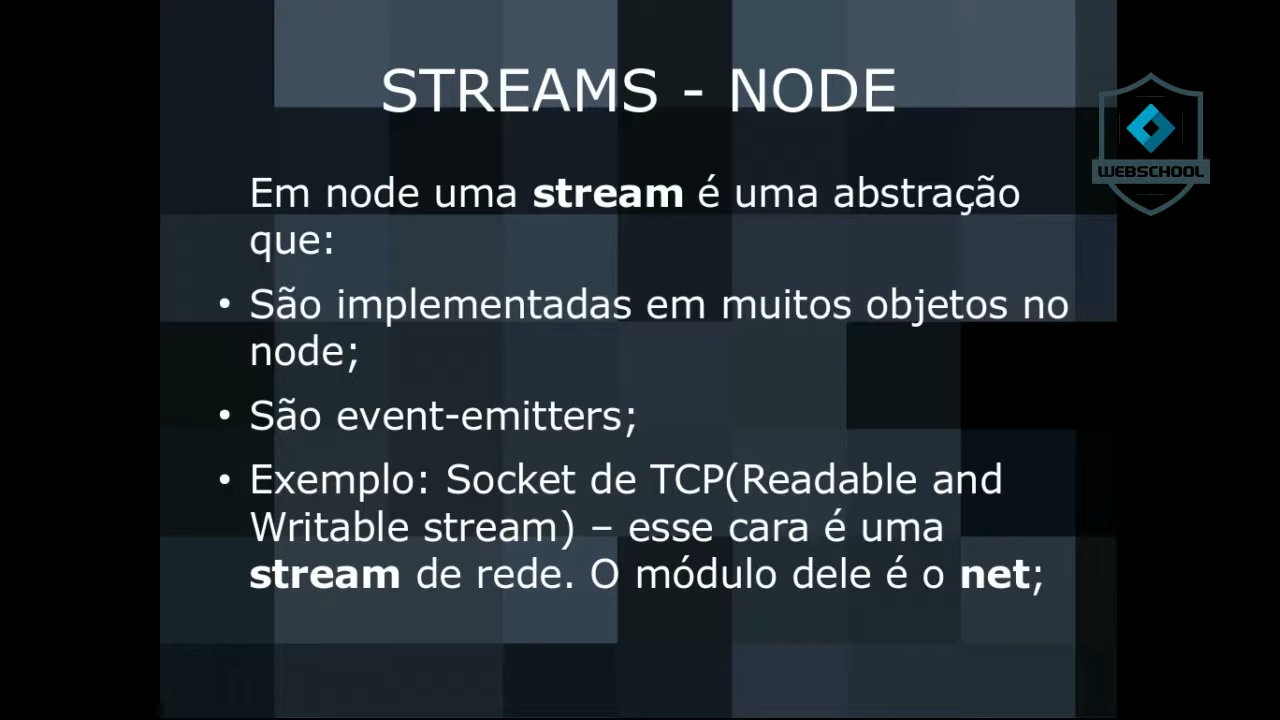 STREAMS - NODE
WEBSCHOOL
Em node uma stream é uma abstração
que:
• São implementadas em muitos objetos no
node;
• São event-emitters;
• Exemplo: Socket de TCP(Readable and
Writable stream) – esse cara é uma
stream de rede. O módulo dele é o net;